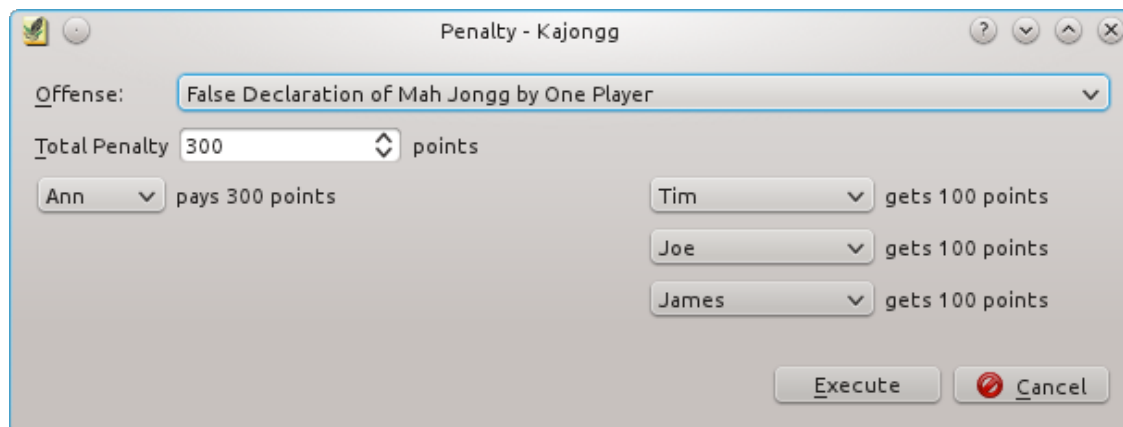 Penalty - Kajongg
Offense: False Declaration of Mah Jongg by One Player
Total Penalty 300 points
Ann pays 300 points Tim gets 100 points
Joe gets 100 points
James gets 100 points
Execute Cancel